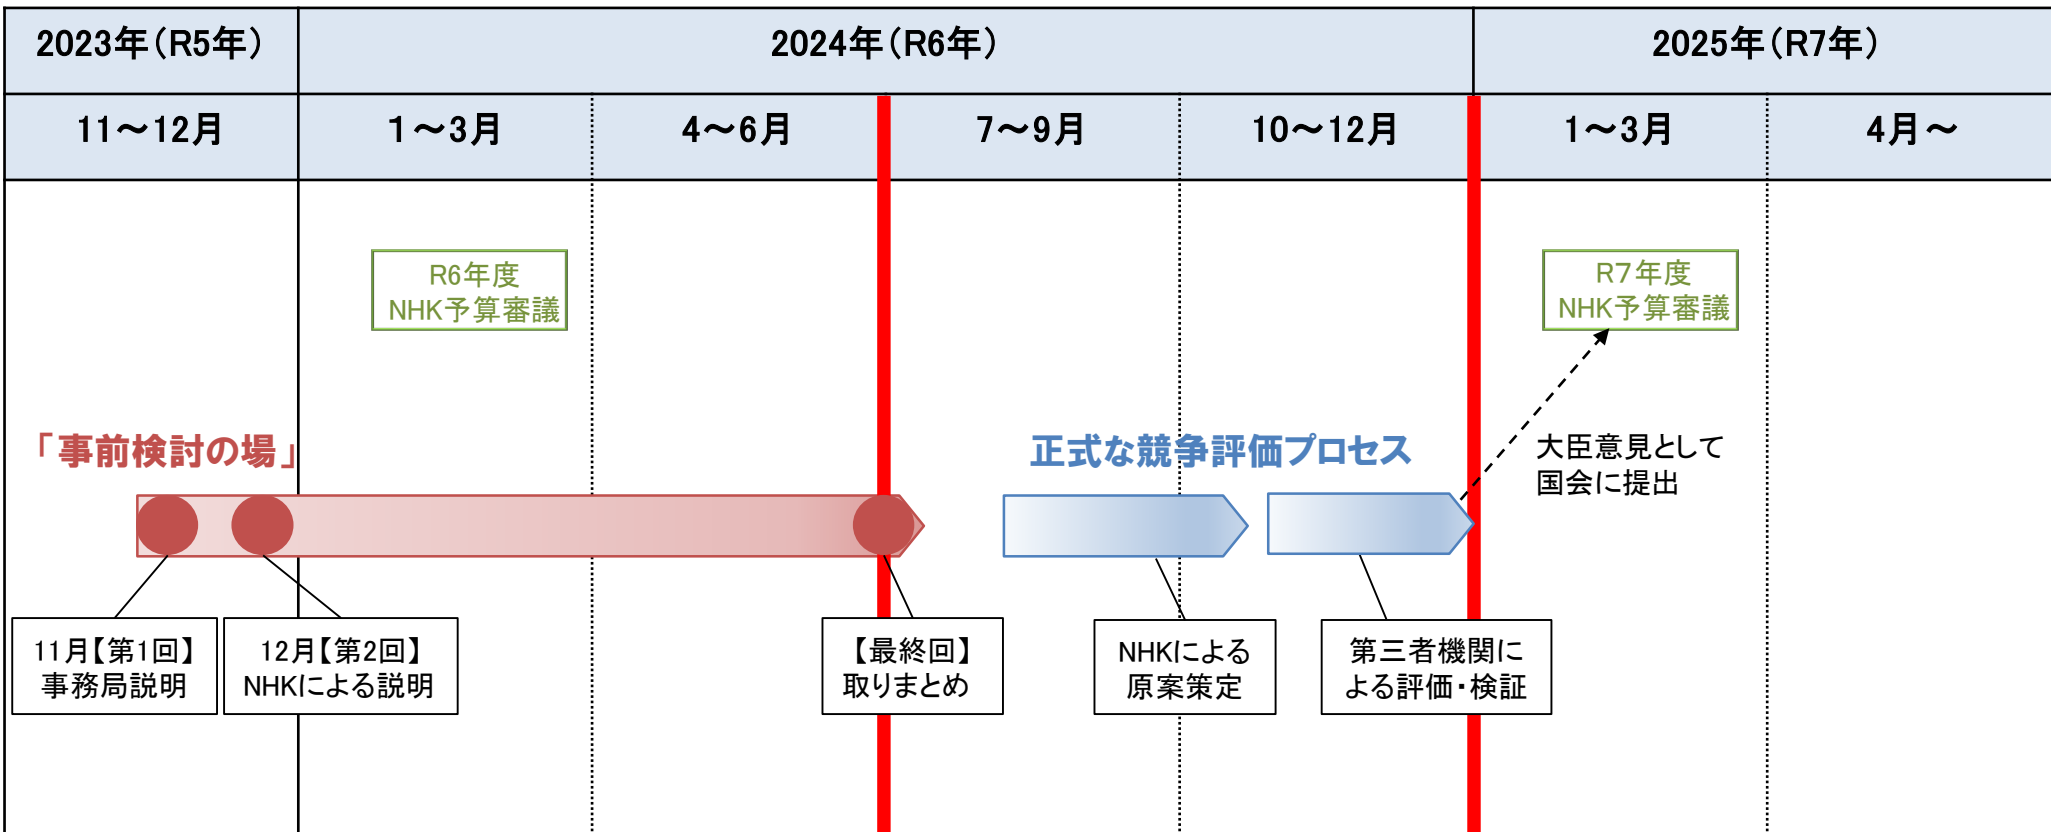 2023年（R5年）
2024年（R6年）
2025年（R7年）
11～12月
1～3月
4～6月
7～9月
10～12月
1～3月
4月～
R6年度
NHK予算審議
R7年度
NHK予算審議
「事前検討の場」
正式な競争評価プロセス
大臣意見として
国会に提出
11月【第1回】
事務局説明
12月【第2回】
NHKによる説明
【最終回】
取りまとめ
NHKによる
原案策定
第三者機関に
よる評価・検証